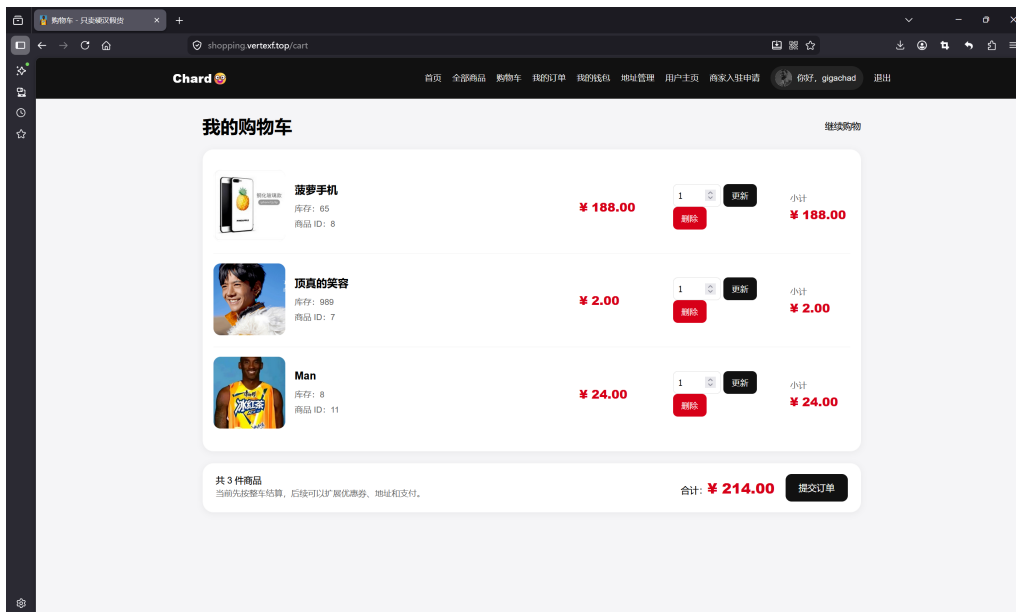 购物车 - 只卖硬汉假货
shopping.vertexf.top/cart
Chard
首页 全部商品 购物车 我的订单 我的钱包 地址管理 用户主页 商家入驻申请 你好，gigachad 退出
我的购物车
继续购物
菠萝手机
库存：65
商品 ID：8
¥ 188.00
1
更新
删除
小计
¥ 188.00
顶真的笑容
库存：989
商品 ID：7
¥ 2.00
1
更新
删除
小计
¥ 2.00
冰红茶
Man
库存：8
商品 ID：11
¥ 24.00
1
更新
删除
小计
¥ 24.00
共 3 件商品
当前先按整车结算，后续可以扩展优惠券、地址和支付。
合计：¥ 214.00
提交订单